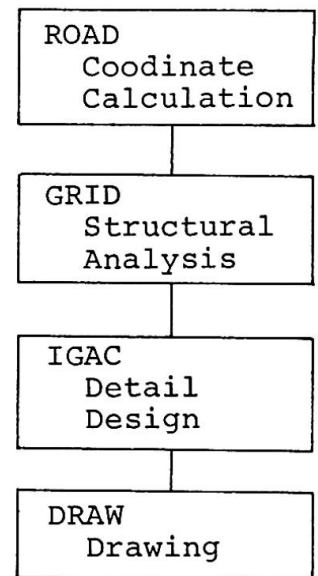 ROAD
Coodinate
Calculation
GRID
Structural
Analysis
IGAC
Detail
Design
DRAW
Drawing